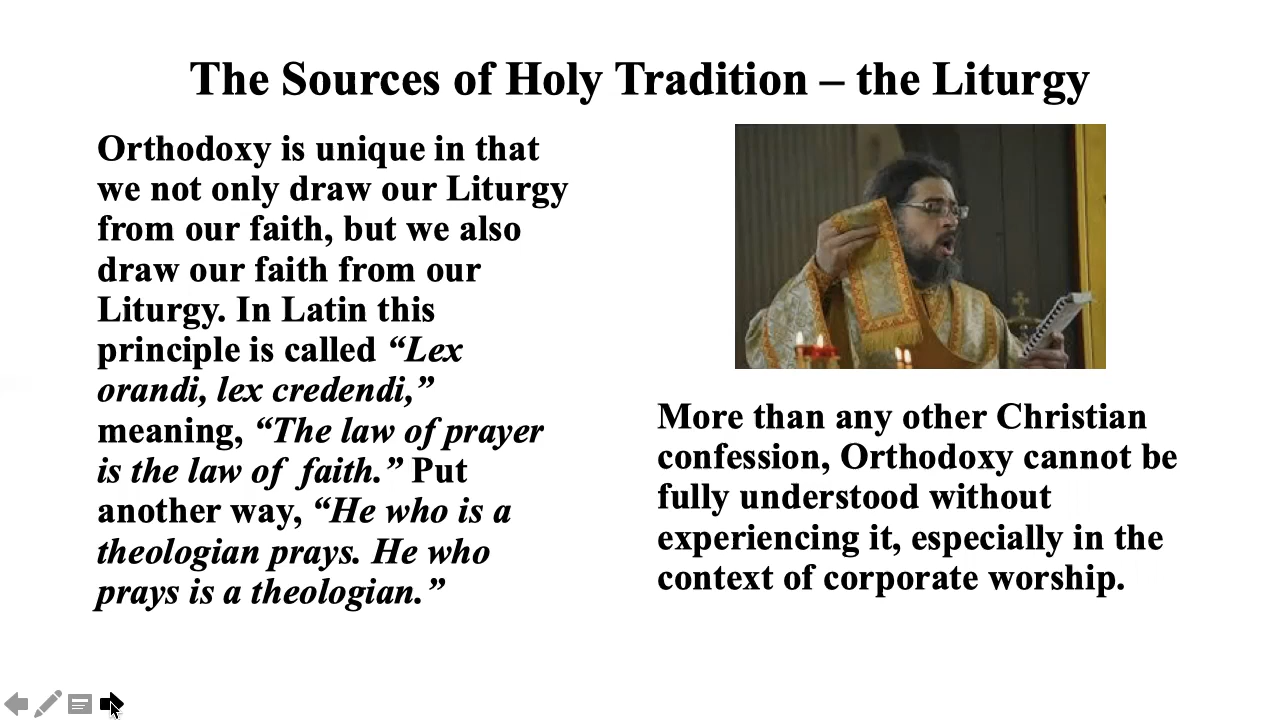 The Sources of Holy Tradition – the Liturgy
Orthodoxy is unique in that
we not only draw our Liturgy
from our faith, but we also
draw our faith from our
Liturgy. In Latin this
principle is called “Lex
orandi, lex credendi,”
meaning, “The law of prayer
is the law of faith.” Put
another way, “He who is a
theologian prays. He who
prays is a theologian.”
More than any other Christian
confession, Orthodoxy cannot be
fully understood without
experiencing it, especially in the
context of corporate worship.